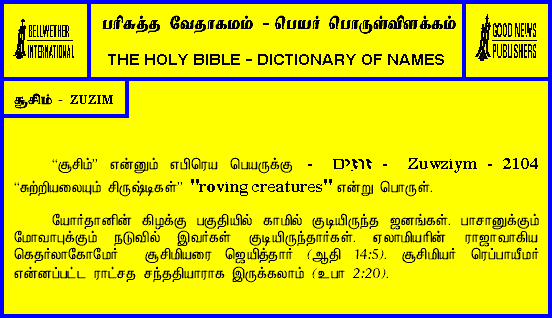 BELLWETHER
INTERNATIONAL
பரிசுத்த வேதாகமம் - பெயர் பொருள்விளக்கம்
THE HOLY BIBLE - DICTIONARY OF NAMES
GOOD NEWS
PUBLISHERS
சூசிம் - ZUZIM
“சூசிம்” என்னும் எபிரெய பெயருக்கு - זוזים - Zuwziym - 2104
“சுற்றியலையும் சிருஷ்டிகள்” "roving creatures" என்று பொருள்.
யோர்தானின் கிழக்கு பகுதியில் காமில் குடியிருந்த ஜனங்கள். பாசானுக்கும்
மோவாபுக்கும் நடுவில் இவர்கள் குடியிருந்தார்கள். ஏலாமியரின் ராஜாவாகிய
கெதர்லாகோமேர் சூசிமியரை ஜெயித்தார் (ஆதி 14:5). சூசிமியர் ரெப்பாயீமர்
என்னப்பட்ட ராட்சத சந்ததியாராக இருக்கலாம் (உபா 2:20).